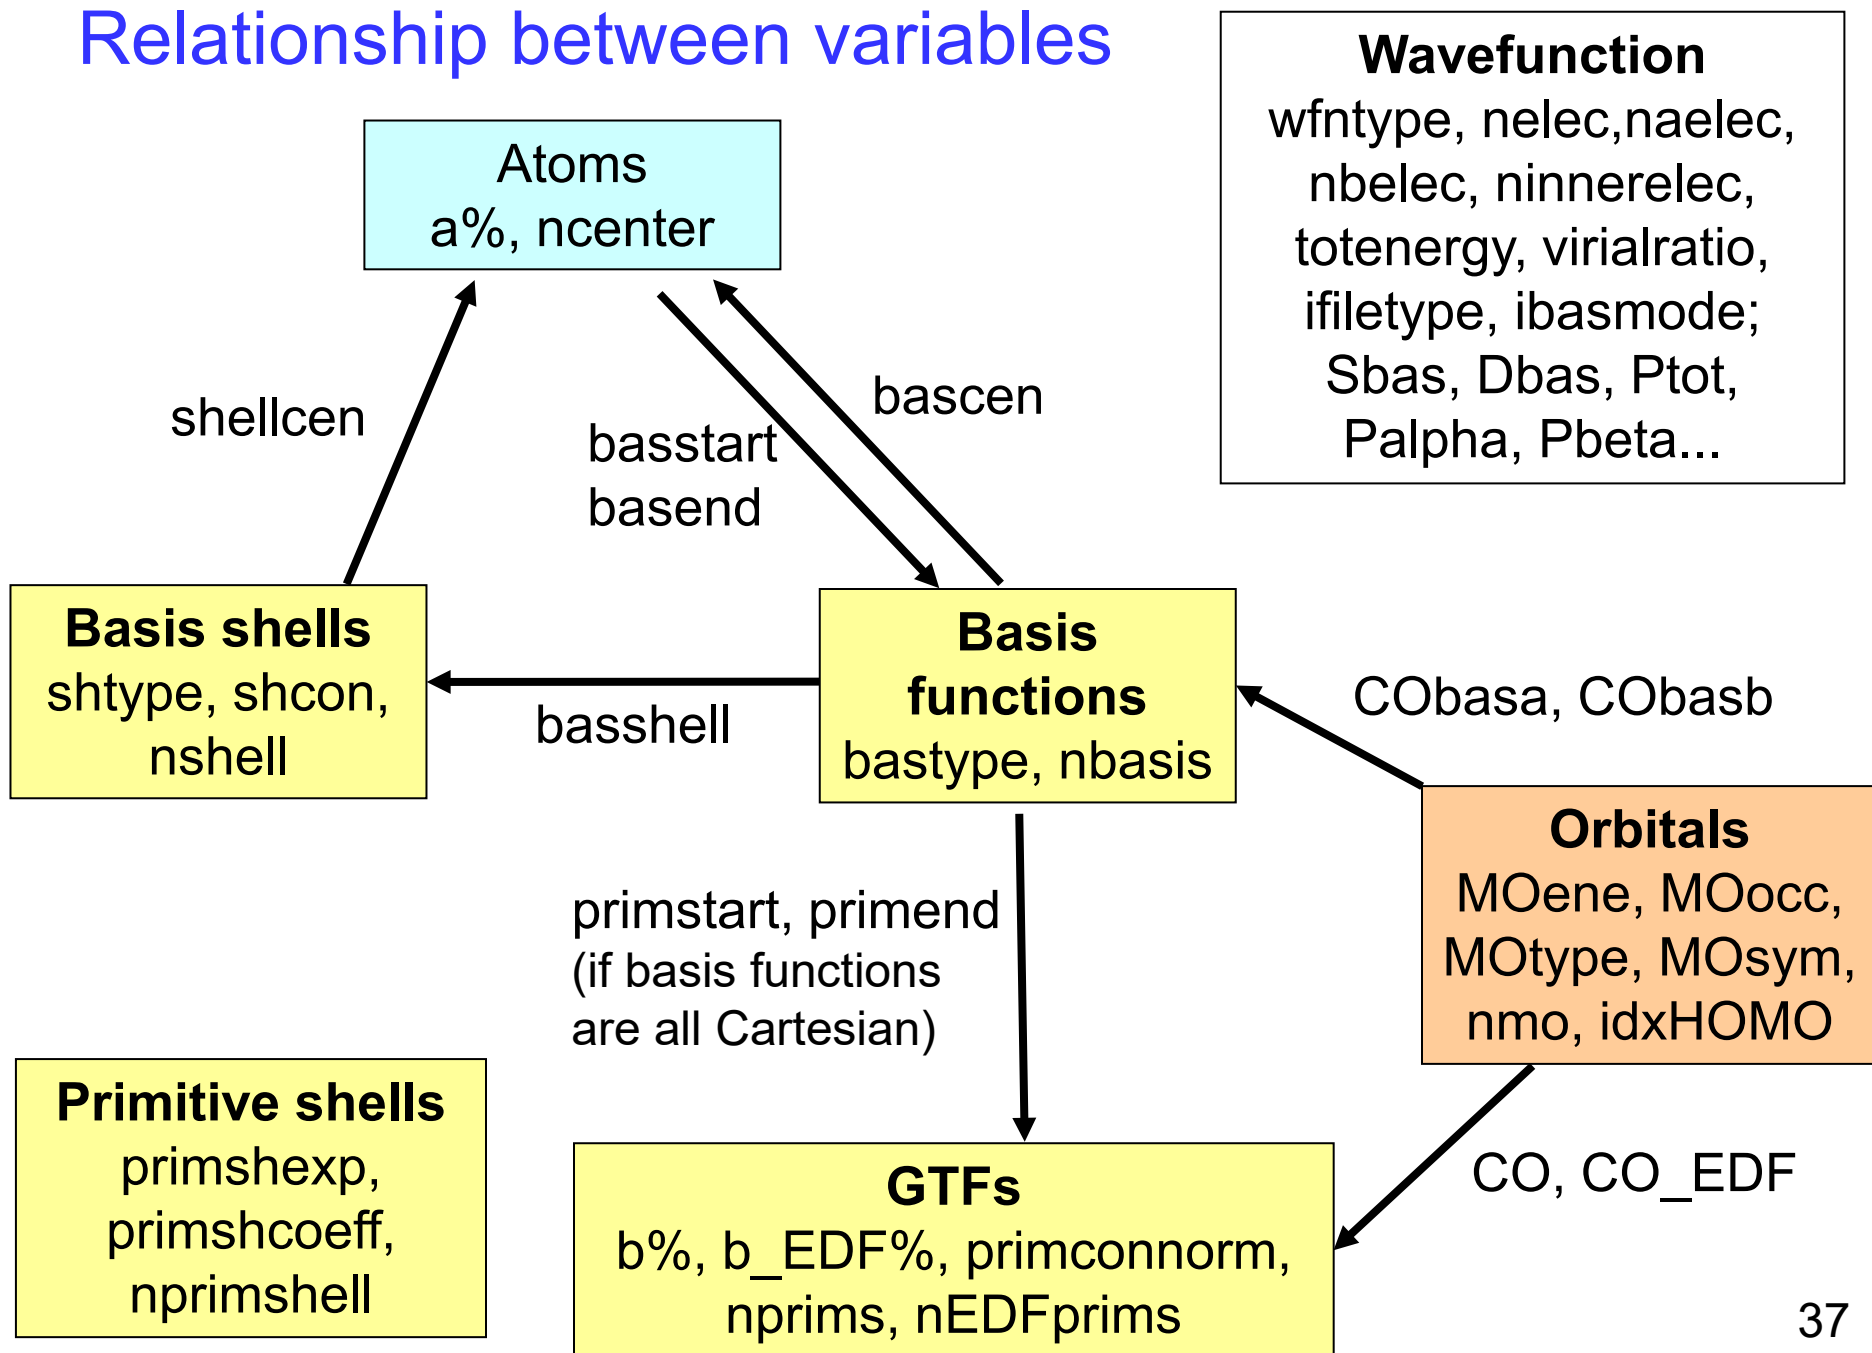 Relationship between variables
Wavefunction
wfntype, nelec,naelec,
nbelec, ninnerelec,
totenergy, virialratio,
ifiletype, ibasmode;
Sbas, Dbas, Ptot,
Palpha, Pbeta...
Atoms
a%, ncenter
shellcen
basstart
basend
bascen
Basis shells
shtype, shcon,
nshell
basshell
Basis
functions
bastype, nbasis
CObasa, CObasb
Orbitals
MOene, MOocc,
MOtype, MOsym,
nmo, idxHOMO
primstart, primend
(if basis functions
are all Cartesian)
Primitive shells
primshexp,
primshcoeff,
nprimshell
GTFs
b%, b_EDF%, primconnorm,
nprims, nEDFprims
CO, CO_EDF
37